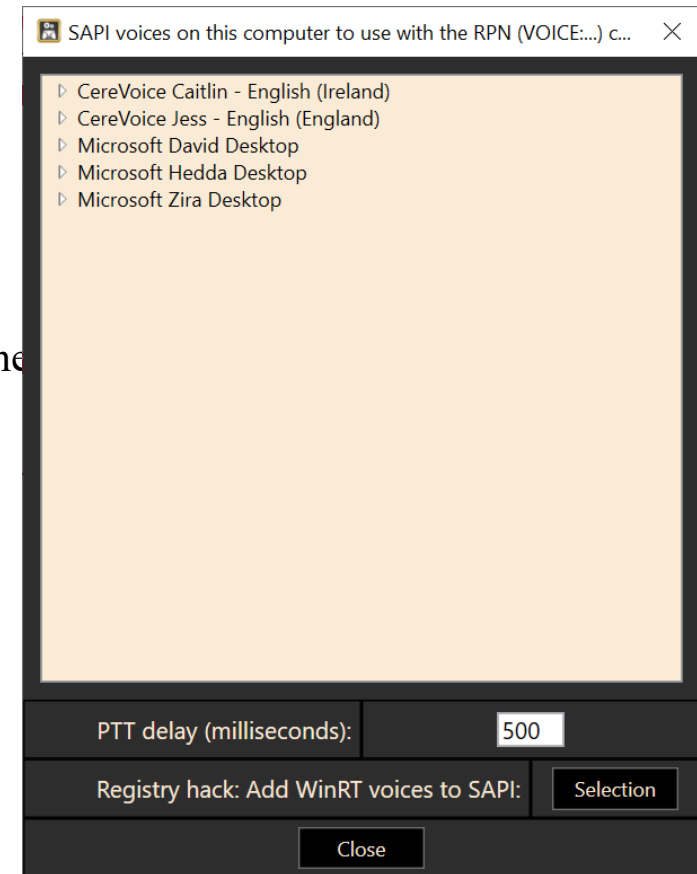 SAPI voices on this computer to use with the RPN (VOICE:...) c...
CereVoice Caitlin - English (Ireland)
CereVoice Jess - English (England)
Microsoft David Desktop
Microsoft Hedda Desktop
Microsoft Zira Desktop
PTT delay (milliseconds): 500
Registry hack: Add WinRT voices to SAPI: Selection
Close